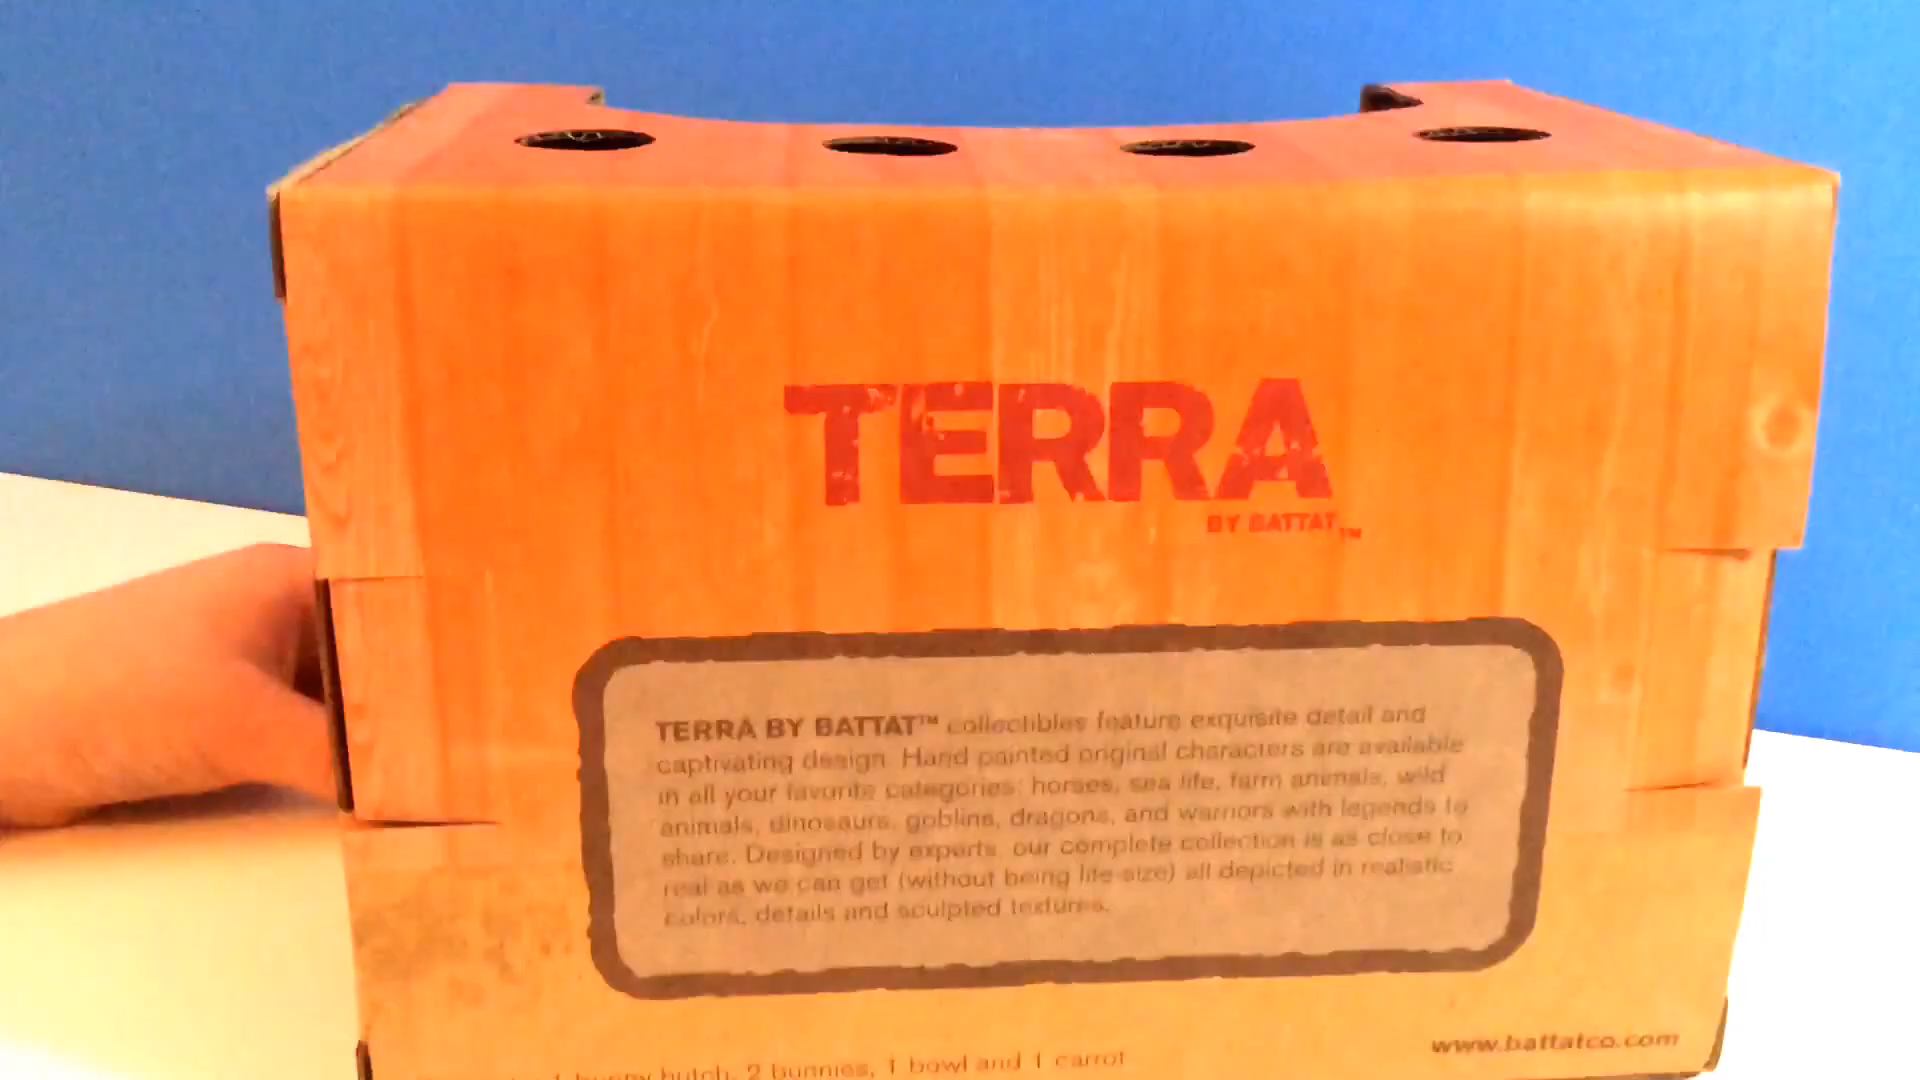 TERRA
BY BATTAT™
TERRA BY BATTAT™ collectibles feature exquisite detail and
captivating design. Hand painted original characters are available
in all your favorite categories: horses, sea life, farm animals, wild
animals, dinosaurs, goblins, dragons, and warriors with legends to
share. Designed by experts, our complete collection is as close to
real as we can get (without being life-size) all depicted in realistic
colors, details and sculpted textures.
www.battatco.com
1 bunny hutch, 2 bunnies, 1 bowl and 1 carrot